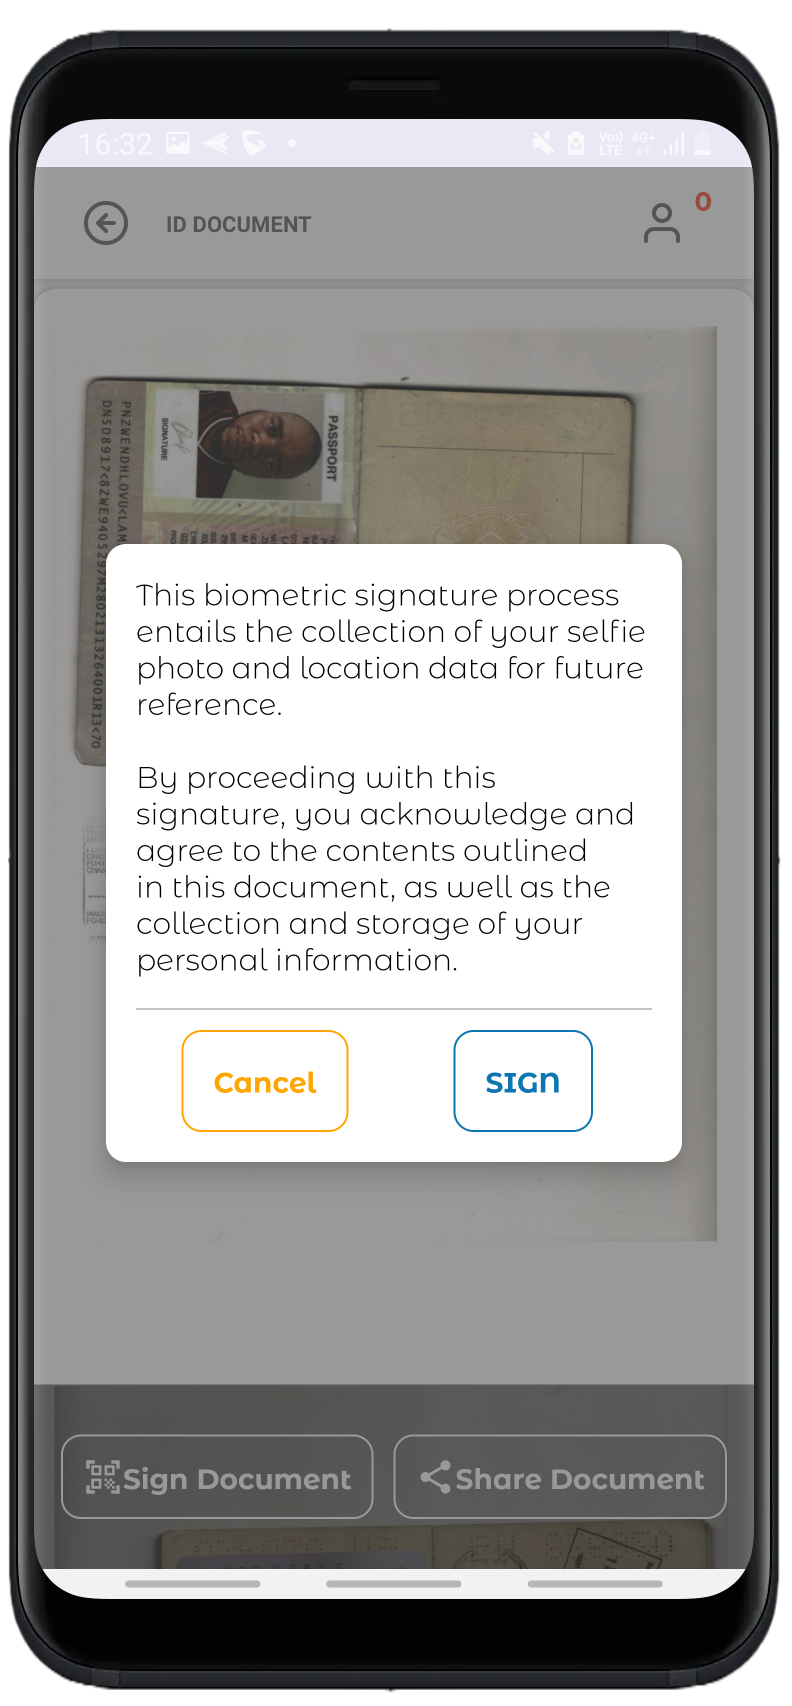 16:32
Vo))
LTE
4G+
ID DOCUMENT
0
PASSPORT
SIGNATURE
PNZWENDHLOVU<LAM
This biometric signature process
entails the collection of your selfie
photo and location data for future
reference.
By proceeding with this
signature, you acknowledge and
agree to the contents outlined
in this document, as well as the
collection and storage of your
personal information.
Cancel
SIGN
Sign Document
Share Document